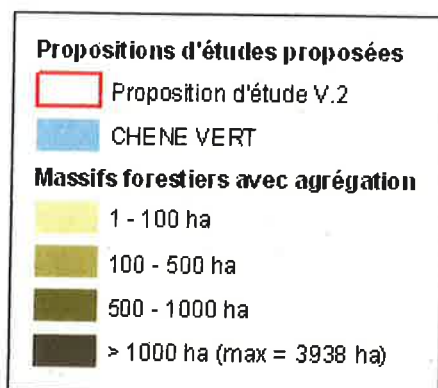 Propositions d'études proposées
Proposition d'étude V.2
CHENE VERT
Massifs forestiers avec agrégation
1 - 100 ha
100 - 500 ha
500 - 1000 ha
> 1000 ha (max = 3938 ha)